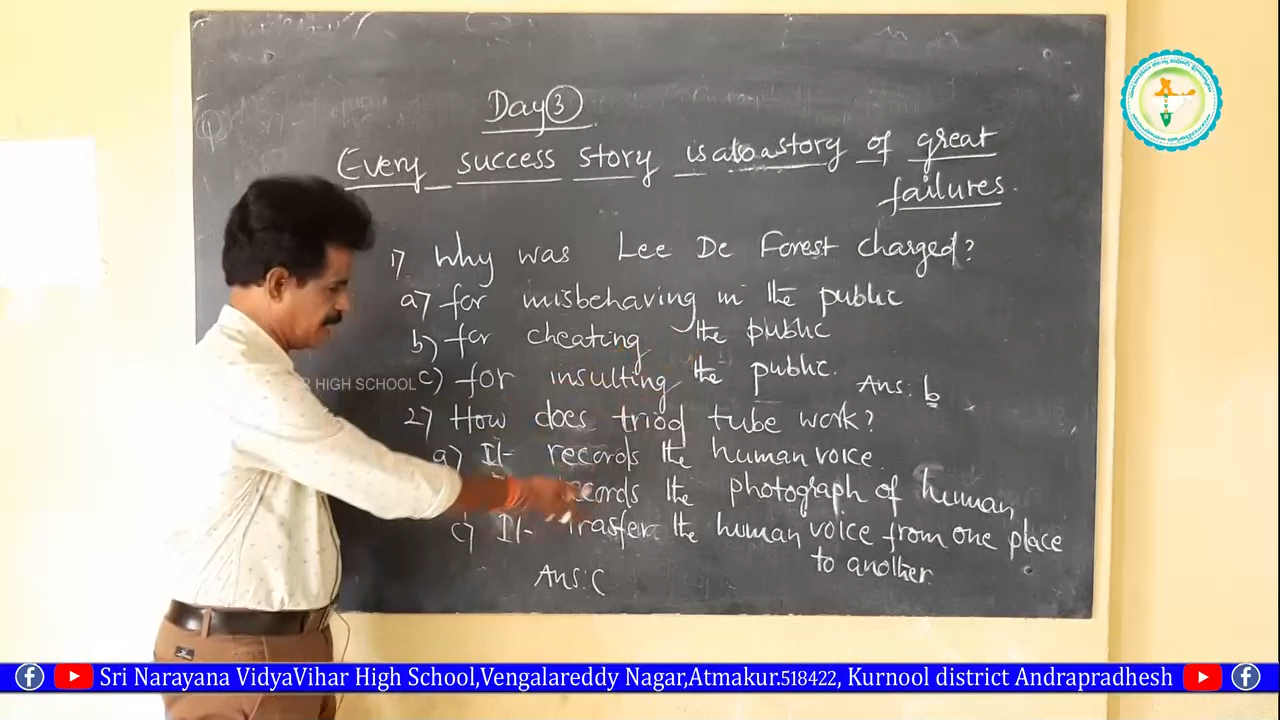 Day 3
Every success story is also a story of great
failures.
1) Why was Lee De Forest charged?
a) for misbehaving in the public
b) for cheating the public
c) for insulting the public.
Ans: b
R HIGH SCHOOL
2) How does triod tube work?
a) It records the human voice.
records the photograph of human
c) It Trasfer the human voice from one place
to another.
Ans: C
Sri Narayana VidyaVihar High School,Vengalareddy Nagar,Atmakur.518422, Kurnool district Andrapradhesh